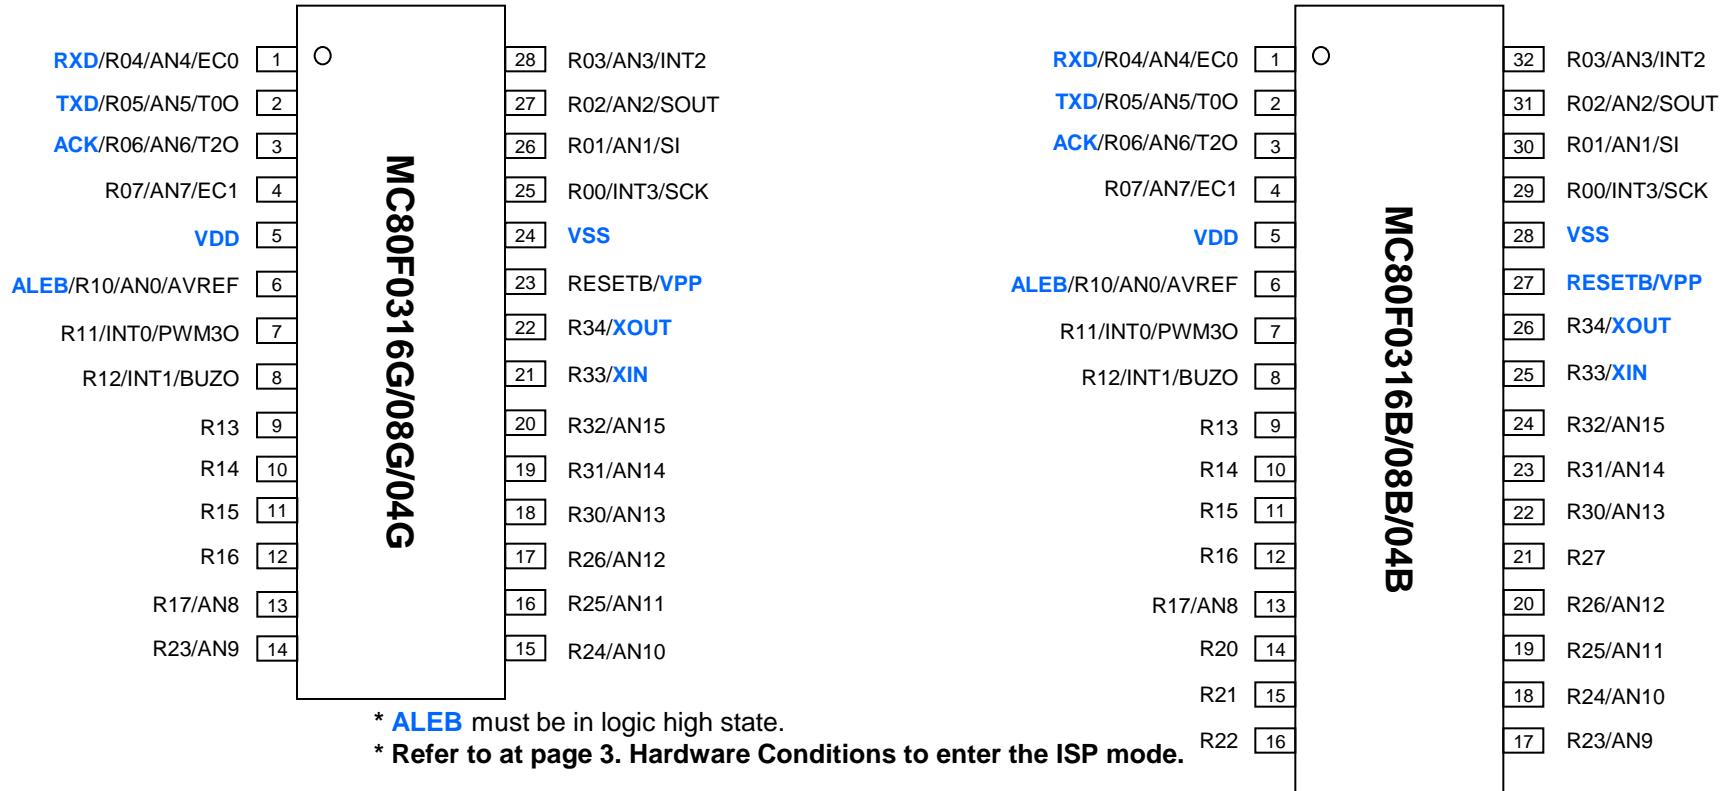 RXD/R04/AN4/EC0 1
TXD/R05/AN5/T0O 2
ACK/R06/AN6/T2O 3
R07/AN7/EC1 4
VDD 5
ALEB/R10/AN0/AVREF 6
R11/INT0/PWM3O 7
R12/INT1/BUZO 8
R13 9
R14 10
R15 11
R16 12
R17/AN8 13
R23/AN9 14
MC80F0316G/08G/04G
28 R03/AN3/INT2
27 R02/AN2/SOUT
26 R01/AN1/SI
25 R00/INT3/SCK
24 VSS
23 RESETB/VPP
22 R34/XOUT
21 R33/XIN
20 R32/AN15
19 R31/AN14
18 R30/AN13
17 R26/AN12
16 R25/AN11
15 R24/AN10
RXD/R04/AN4/EC0 1
TXD/R05/AN5/T0O 2
ACK/R06/AN6/T2O 3
R07/AN7/EC1 4
VDD 5
ALEB/R10/AN0/AVREF 6
R11/INT0/PWM3O 7
R12/INT1/BUZO 8
R13 9
R14 10
R15 11
R16 12
R17/AN8 13
R20 14
R21 15
R22 16
MC80F0316B/08B/04B
32 R03/AN3/INT2
31 R02/AN2/SOUT
30 R01/AN1/SI
29 R00/INT3/SCK
28 VSS
27 RESETB/VPP
26 R34/XOUT
25 R33/XIN
24 R32/AN15
23 R31/AN14
22 R30/AN13
21 R27
20 R26/AN12
19 R25/AN11
18 R24/AN10
17 R23/AN9
* ALEB must be in logic high state.
* Refer to at page 3. Hardware Conditions to enter the ISP mode.